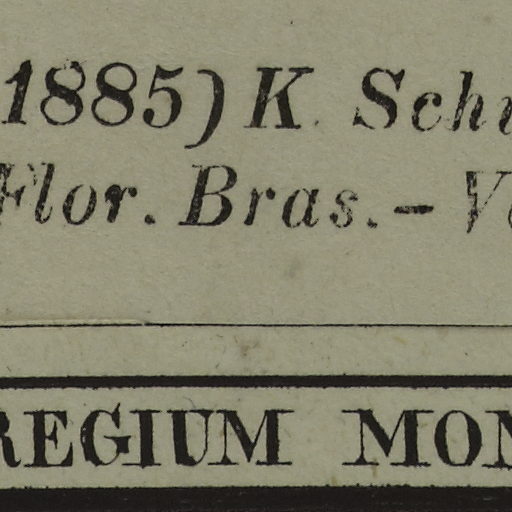 1885) K. Sch
Flor. Bras. – V
REGIUM MON